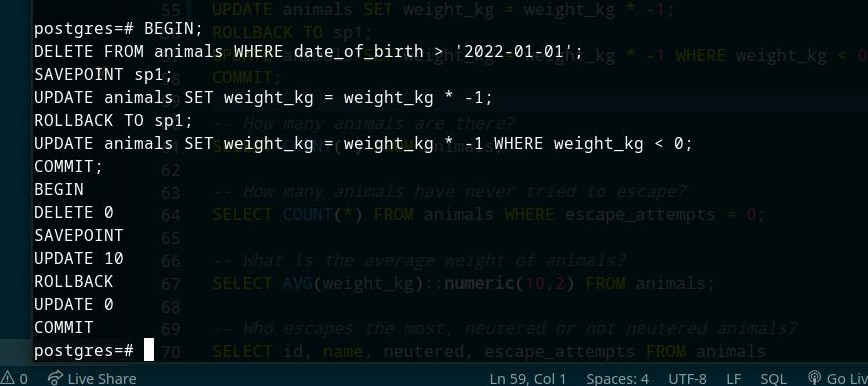 55 UPDATE animals SET weight_kg = weight_kg * -1;
postgres=# BEGIN;
ROLLBACK TO sp1;
DELETE FROM animals WHERE date_of_birth > '2022-01-01';
* -1 WHERE weight_kg < 0
SAVEPOINT sp1;
COMMIT;
UPDATE animals SET weight_kg = weight_kg * -1;
ROLLBACK TO sp1;
-- How many animals are there?
UPDATE animals SET weight_kg = weight_kg * -1 WHERE weight_kg < 0;
COMMIT;
62
BEGIN
63 -- How many animals have never tried to escape?
DELETE 0
64 SELECT COUNT(*) FROM animals WHERE escape_attempts = 0;
SAVEPOINT
65
UPDATE 10
66 -- What is the average weight of animals?
ROLLBACK
67 SELECT AVG(weight_kg)::numeric(10,2) FROM animals;
UPDATE 0
68
COMMIT
69 -- Who escapes the most, neutered or not neutered animals?
postgres=#
70 SELECT id, name, neutered, escape_attempts FROM animals
0 Live Share Ln 59, Col 1 Spaces: 4 UTF-8 LF SQL Go Liv